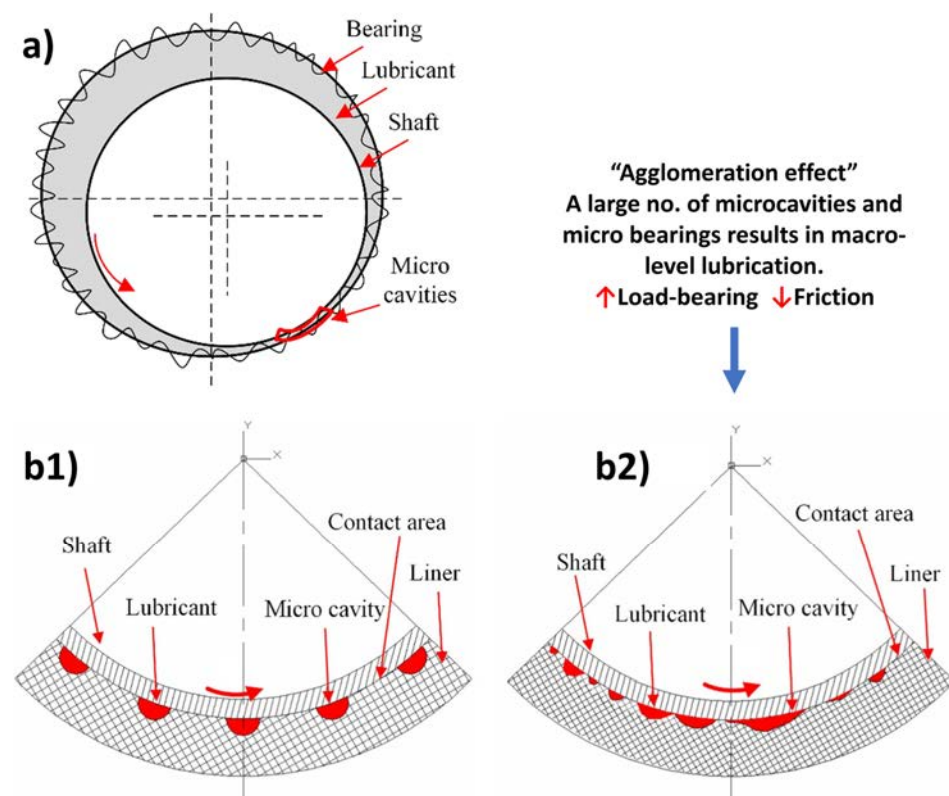 a)
Bearing
Lubricant
Shaft
Micro
cavities
“Agglomeration effect”
A large no. of microcavities and
micro bearings results in macro-
level lubrication.
↑Load-bearing ↓Friction
b1)
Y
X
Shaft
Lubricant
Micro cavity
Contact area
Liner
b2)
Y
X
Shaft
Lubricant
Micro cavity
Contact area
Liner